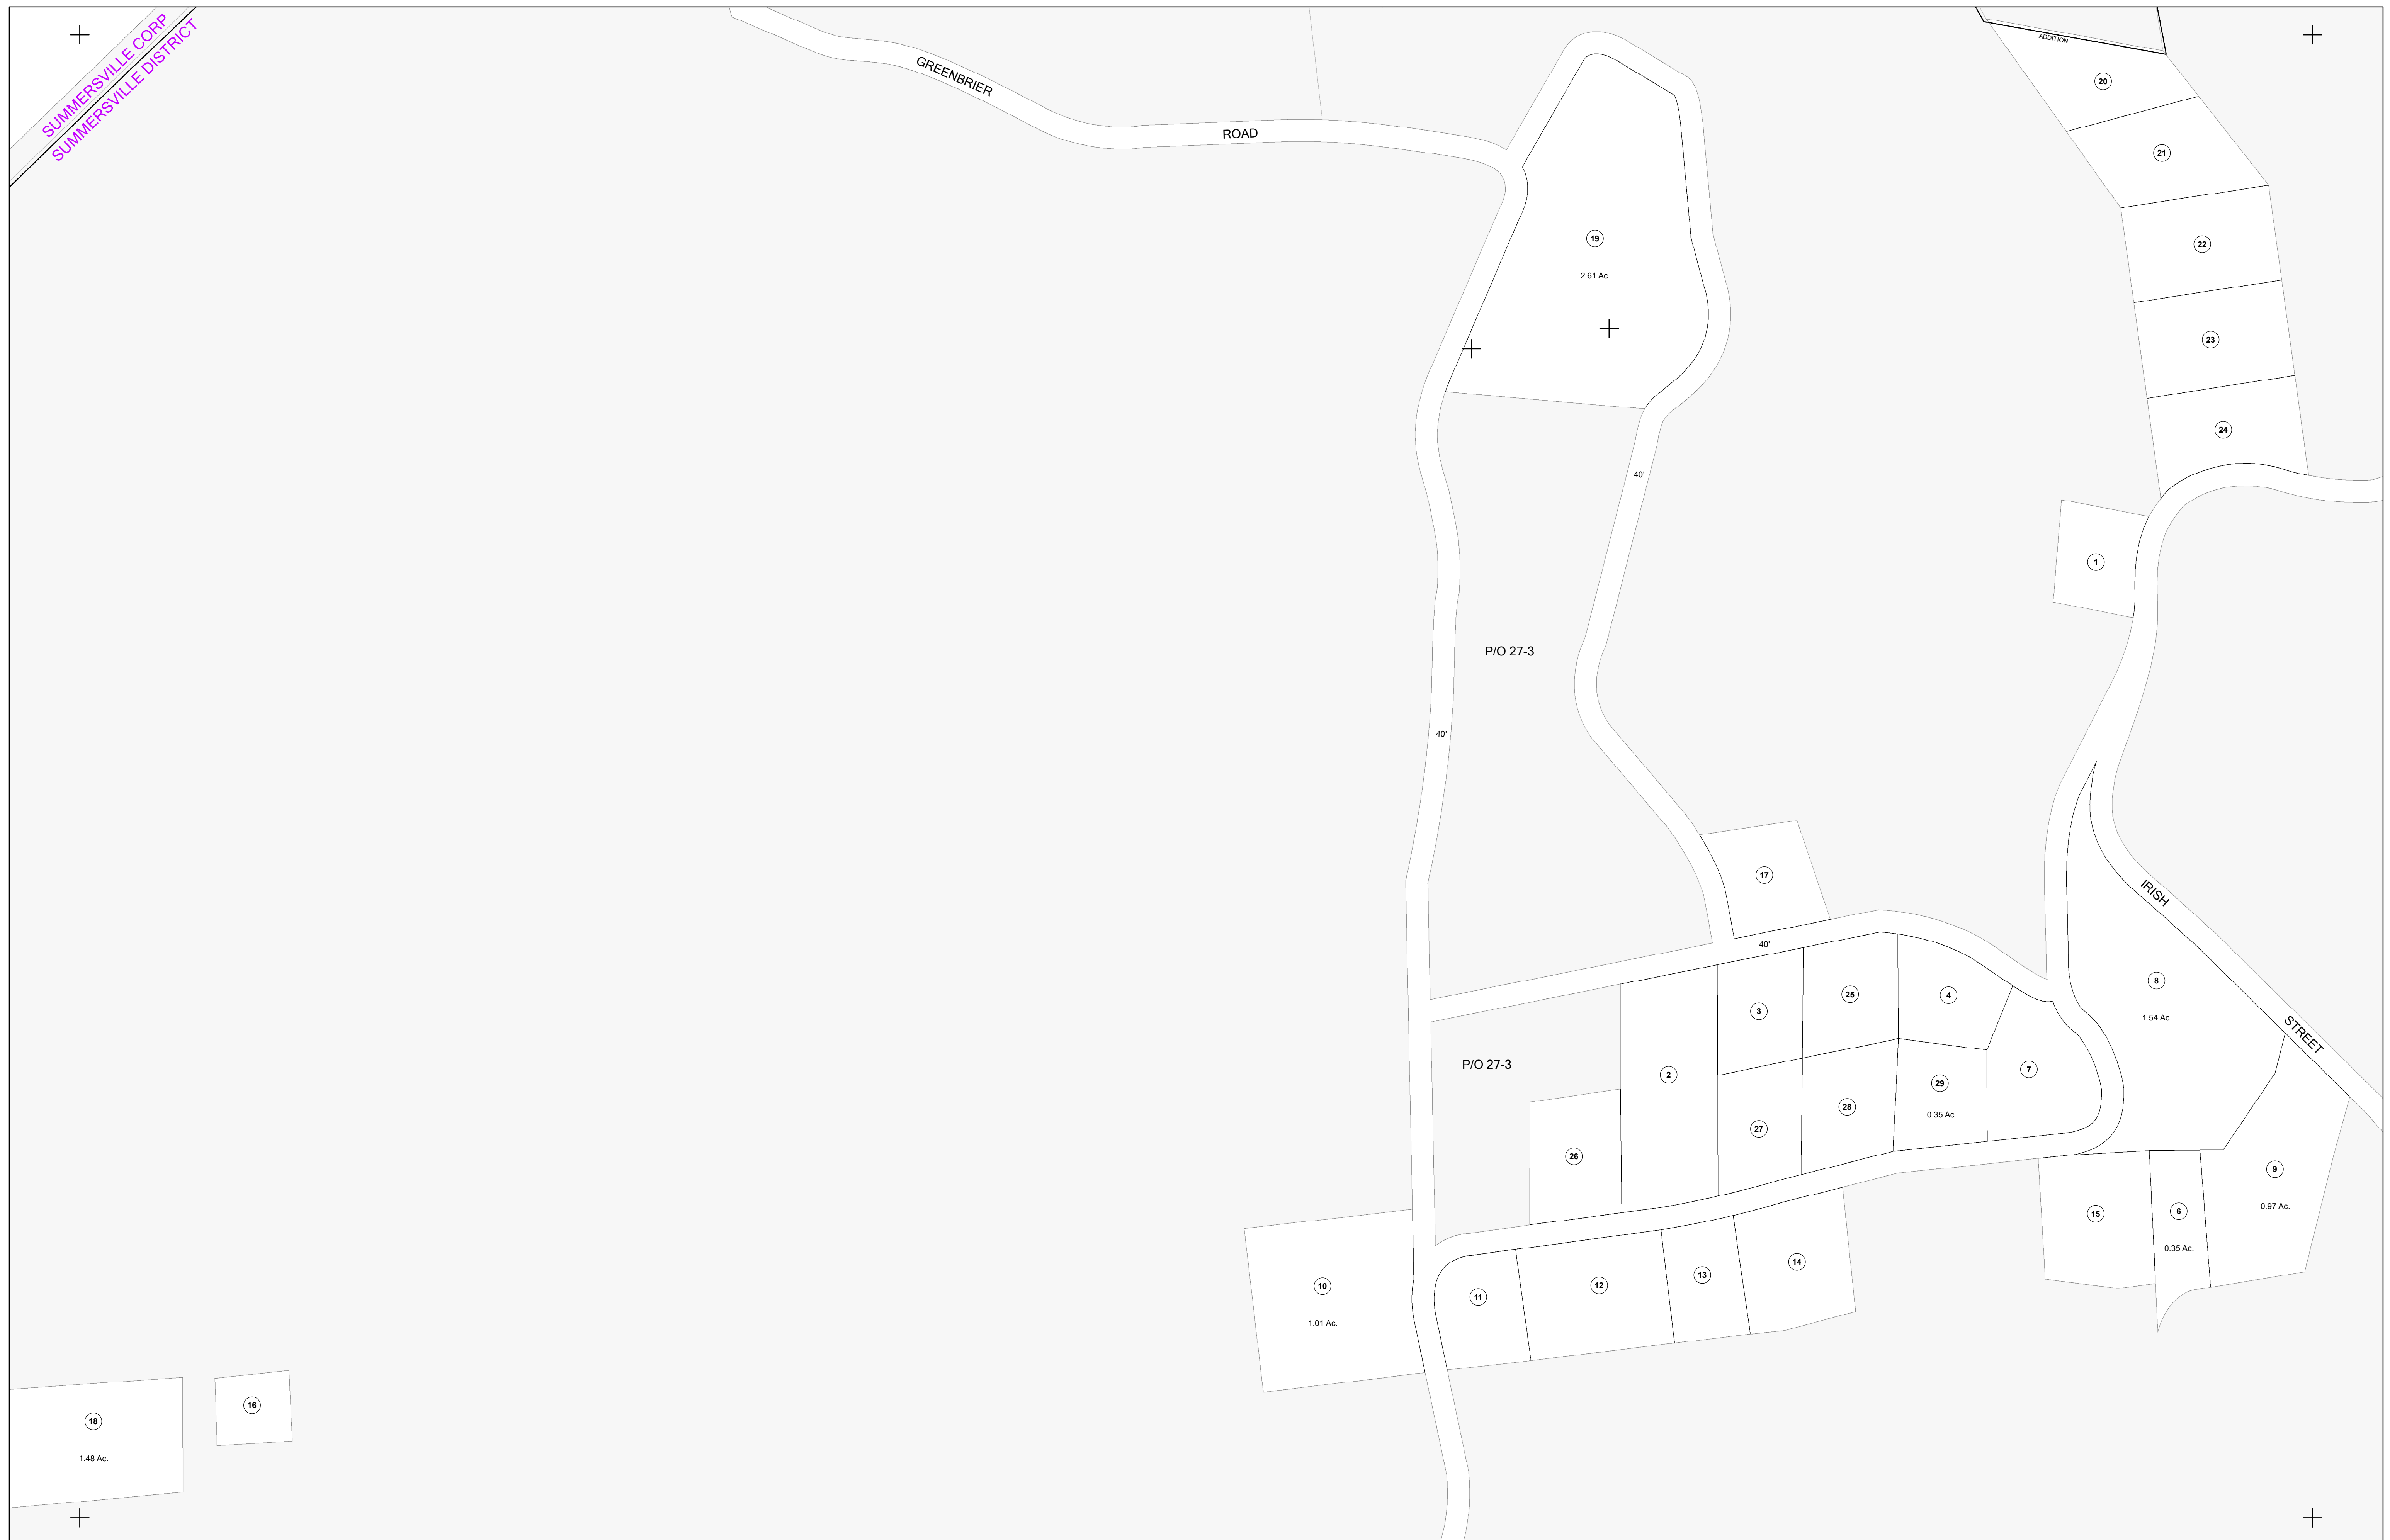 SUMMERSVILLE CORP
SUMMERSVILLE DISTRICT
GREENBRIER
ROAD
ADDITION
20
21
19
2.61 Ac.
22
23
24
40'
1
P/O 27-3
40'
17
IRISH
40'
8
1.54 Ac.
3
25
4
STREET
P/O 27-3
2
7
29
0.35 Ac.
28
27
26
9
0.97 Ac.
15
6
0.35 Ac.
14
13
12
11
10
1.01 Ac.
16
18
1.48 Ac.